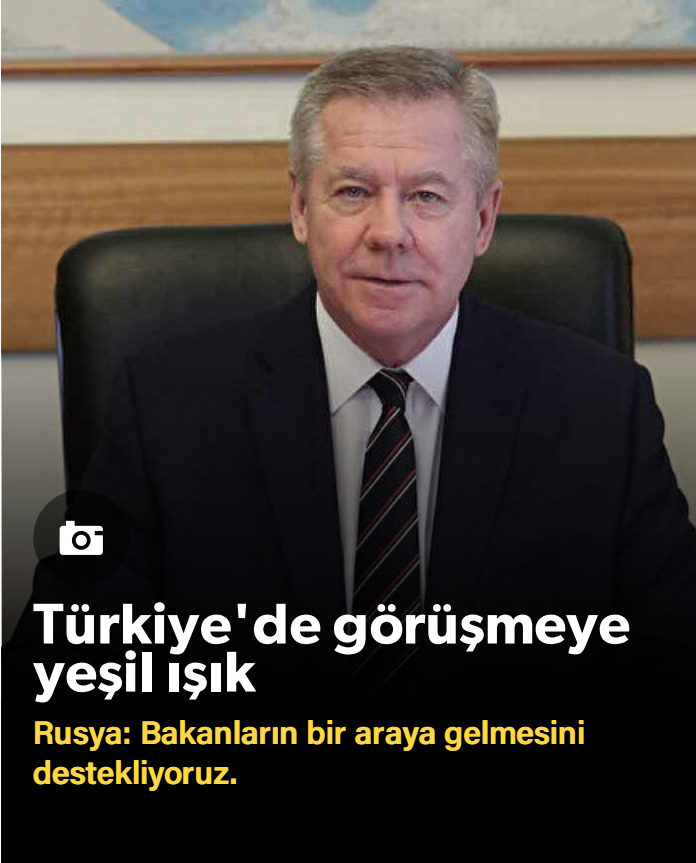 Türkiye'de görüşmeye
yeşil ışık
Rusya: Bakanların bir araya gelmesini
destekliyoruz.